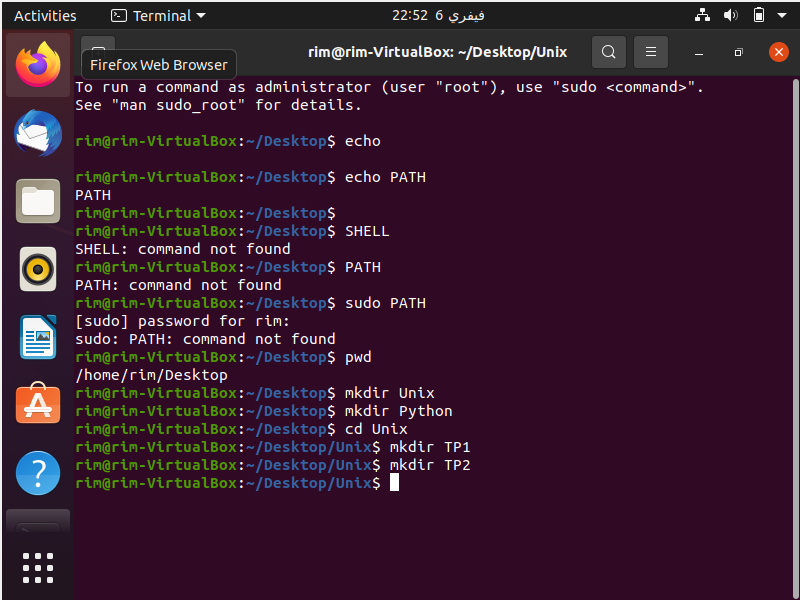 Activities
Terminal
22:52 6 فيفري
rim@rim-VirtualBox: ~/Desktop/Unix
Firefox Web Browser
To run a command as administrator (user "root"), use "sudo <command>".
See "man sudo_root" for details.
rim@rim-VirtualBox:~/Desktop$ echo
rim@rim-VirtualBox:~/Desktop$ echo PATH
PATH
rim@rim-VirtualBox:~/Desktop$
rim@rim-VirtualBox:~/Desktop$ SHELL
SHELL: command not found
rim@rim-VirtualBox:~/Desktop$ PATH
PATH: command not found
rim@rim-VirtualBox:~/Desktop$ sudo PATH
[sudo] password for rim:
sudo: PATH: command not found
rim@rim-VirtualBox:~/Desktop$ pwd
/home/rim/Desktop
rim@rim-VirtualBox:~/Desktop$ mkdir Unix
rim@rim-VirtualBox:~/Desktop$ mkdir Python
rim@rim-VirtualBox:~/Desktop$ cd Unix
rim@rim-VirtualBox:~/Desktop/Unix$ mkdir TP1
rim@rim-VirtualBox:~/Desktop/Unix$ mkdir TP2
rim@rim-VirtualBox:~/Desktop/Unix$